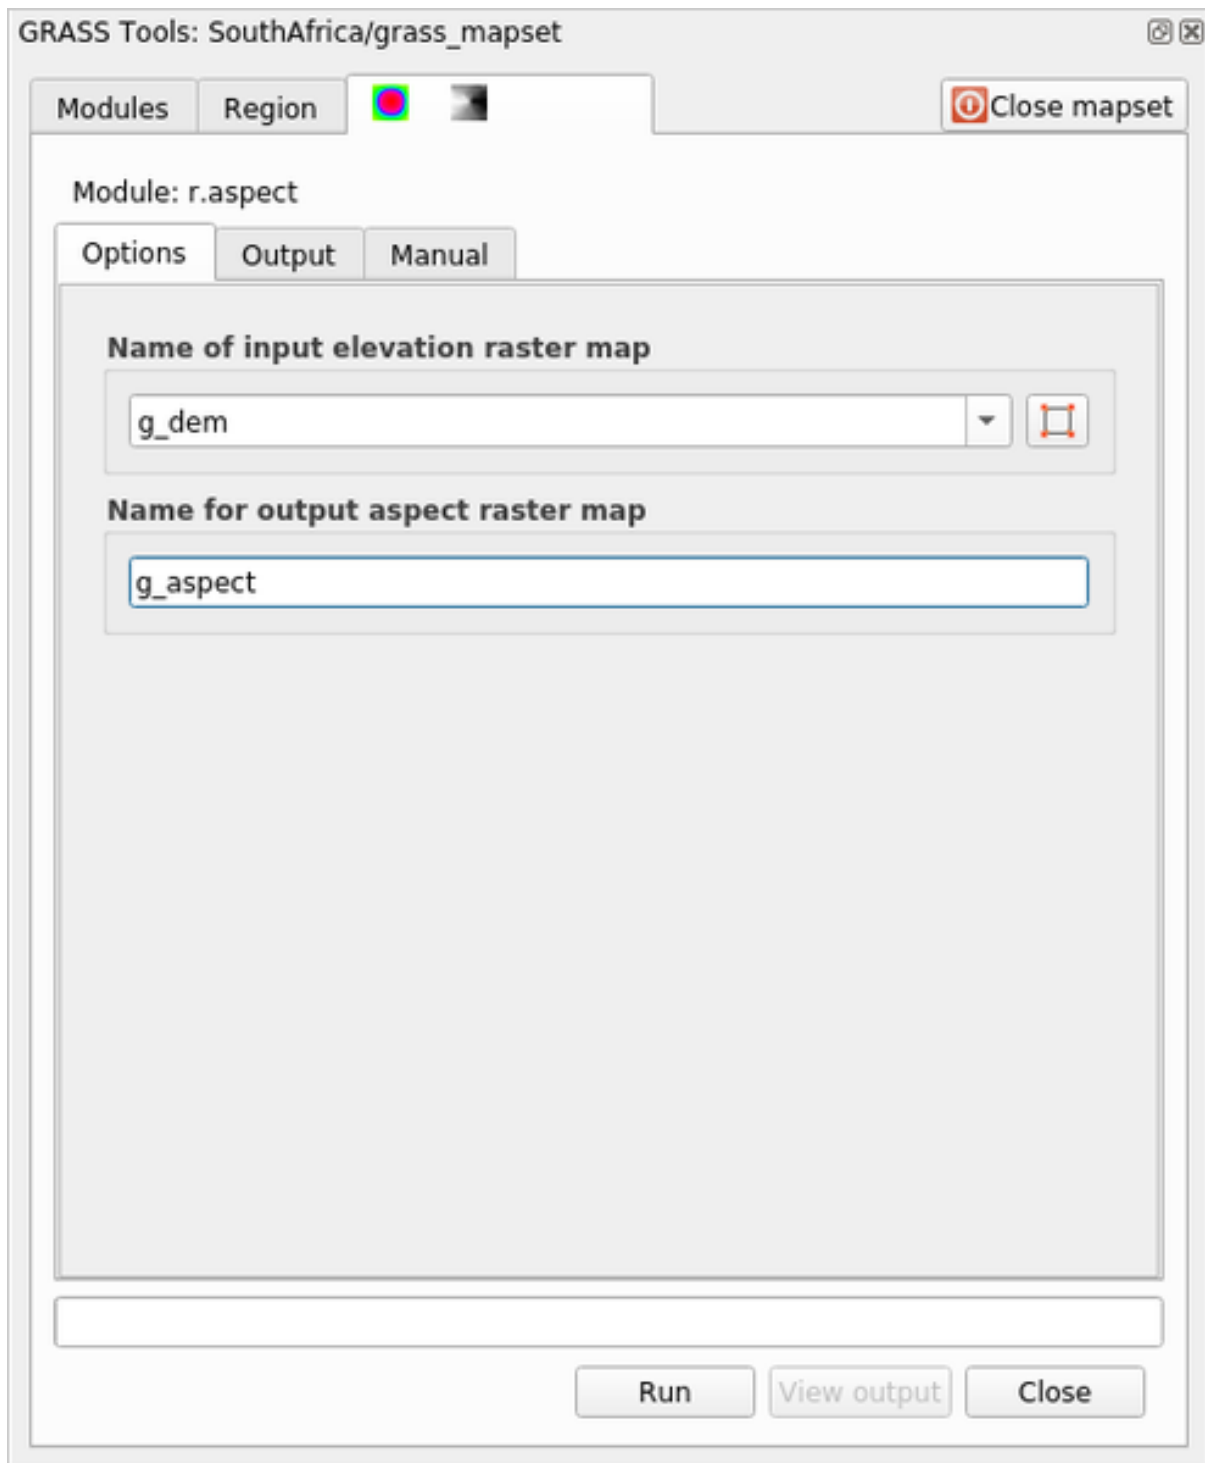 GRASS Tools: SouthAfrica/grass_mapset
Modules Region Close mapset
Module: r.aspect
Options Output Manual
Name of input elevation raster map
g_dem
Name for output aspect raster map
g_aspect
Run View output Close